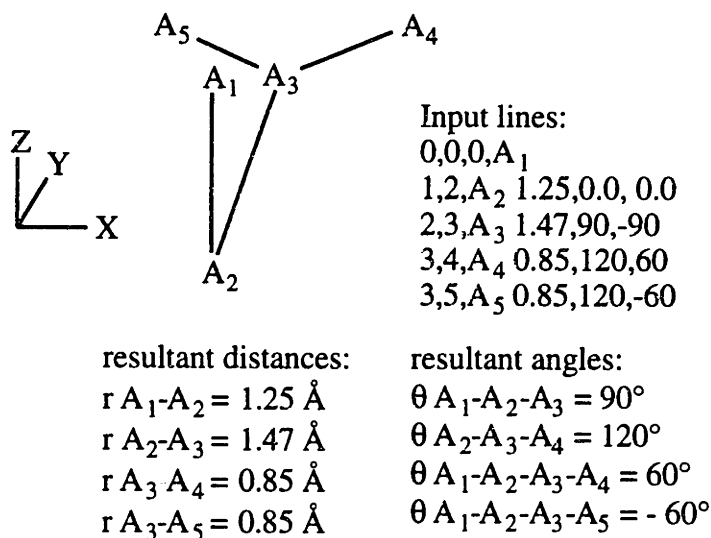 A₅
A₄
A₁
A₃
Z
Y
X
A₂
Input lines:
0,0,0,A₁
1,2,A₂ 1.25,0.0, 0.0
2,3,A₃ 1.47,90,-90
3,4,A₄ 0.85,120,60
3,5,A₅ 0.85,120,-60
resultant distances:
r A₁-A₂ = 1.25 Å
r A₂-A₃ = 1.47 Å
r A₃-A₄ = 0.85 Å
r A₃-A₅ = 0.85 Å
resultant angles:
θ A₁-A₂-A₃ = 90°
θ A₂-A₃-A₄ = 120°
θ A₁-A₂-A₃-A₄ = 60°
θ A₁-A₂-A₃-A₅ = - 60°